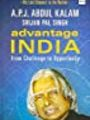 A.P.J. ABDUL KALAM
SRIJAN PAL SINGH
advantage
INDIA
From Challenge to Opportunity